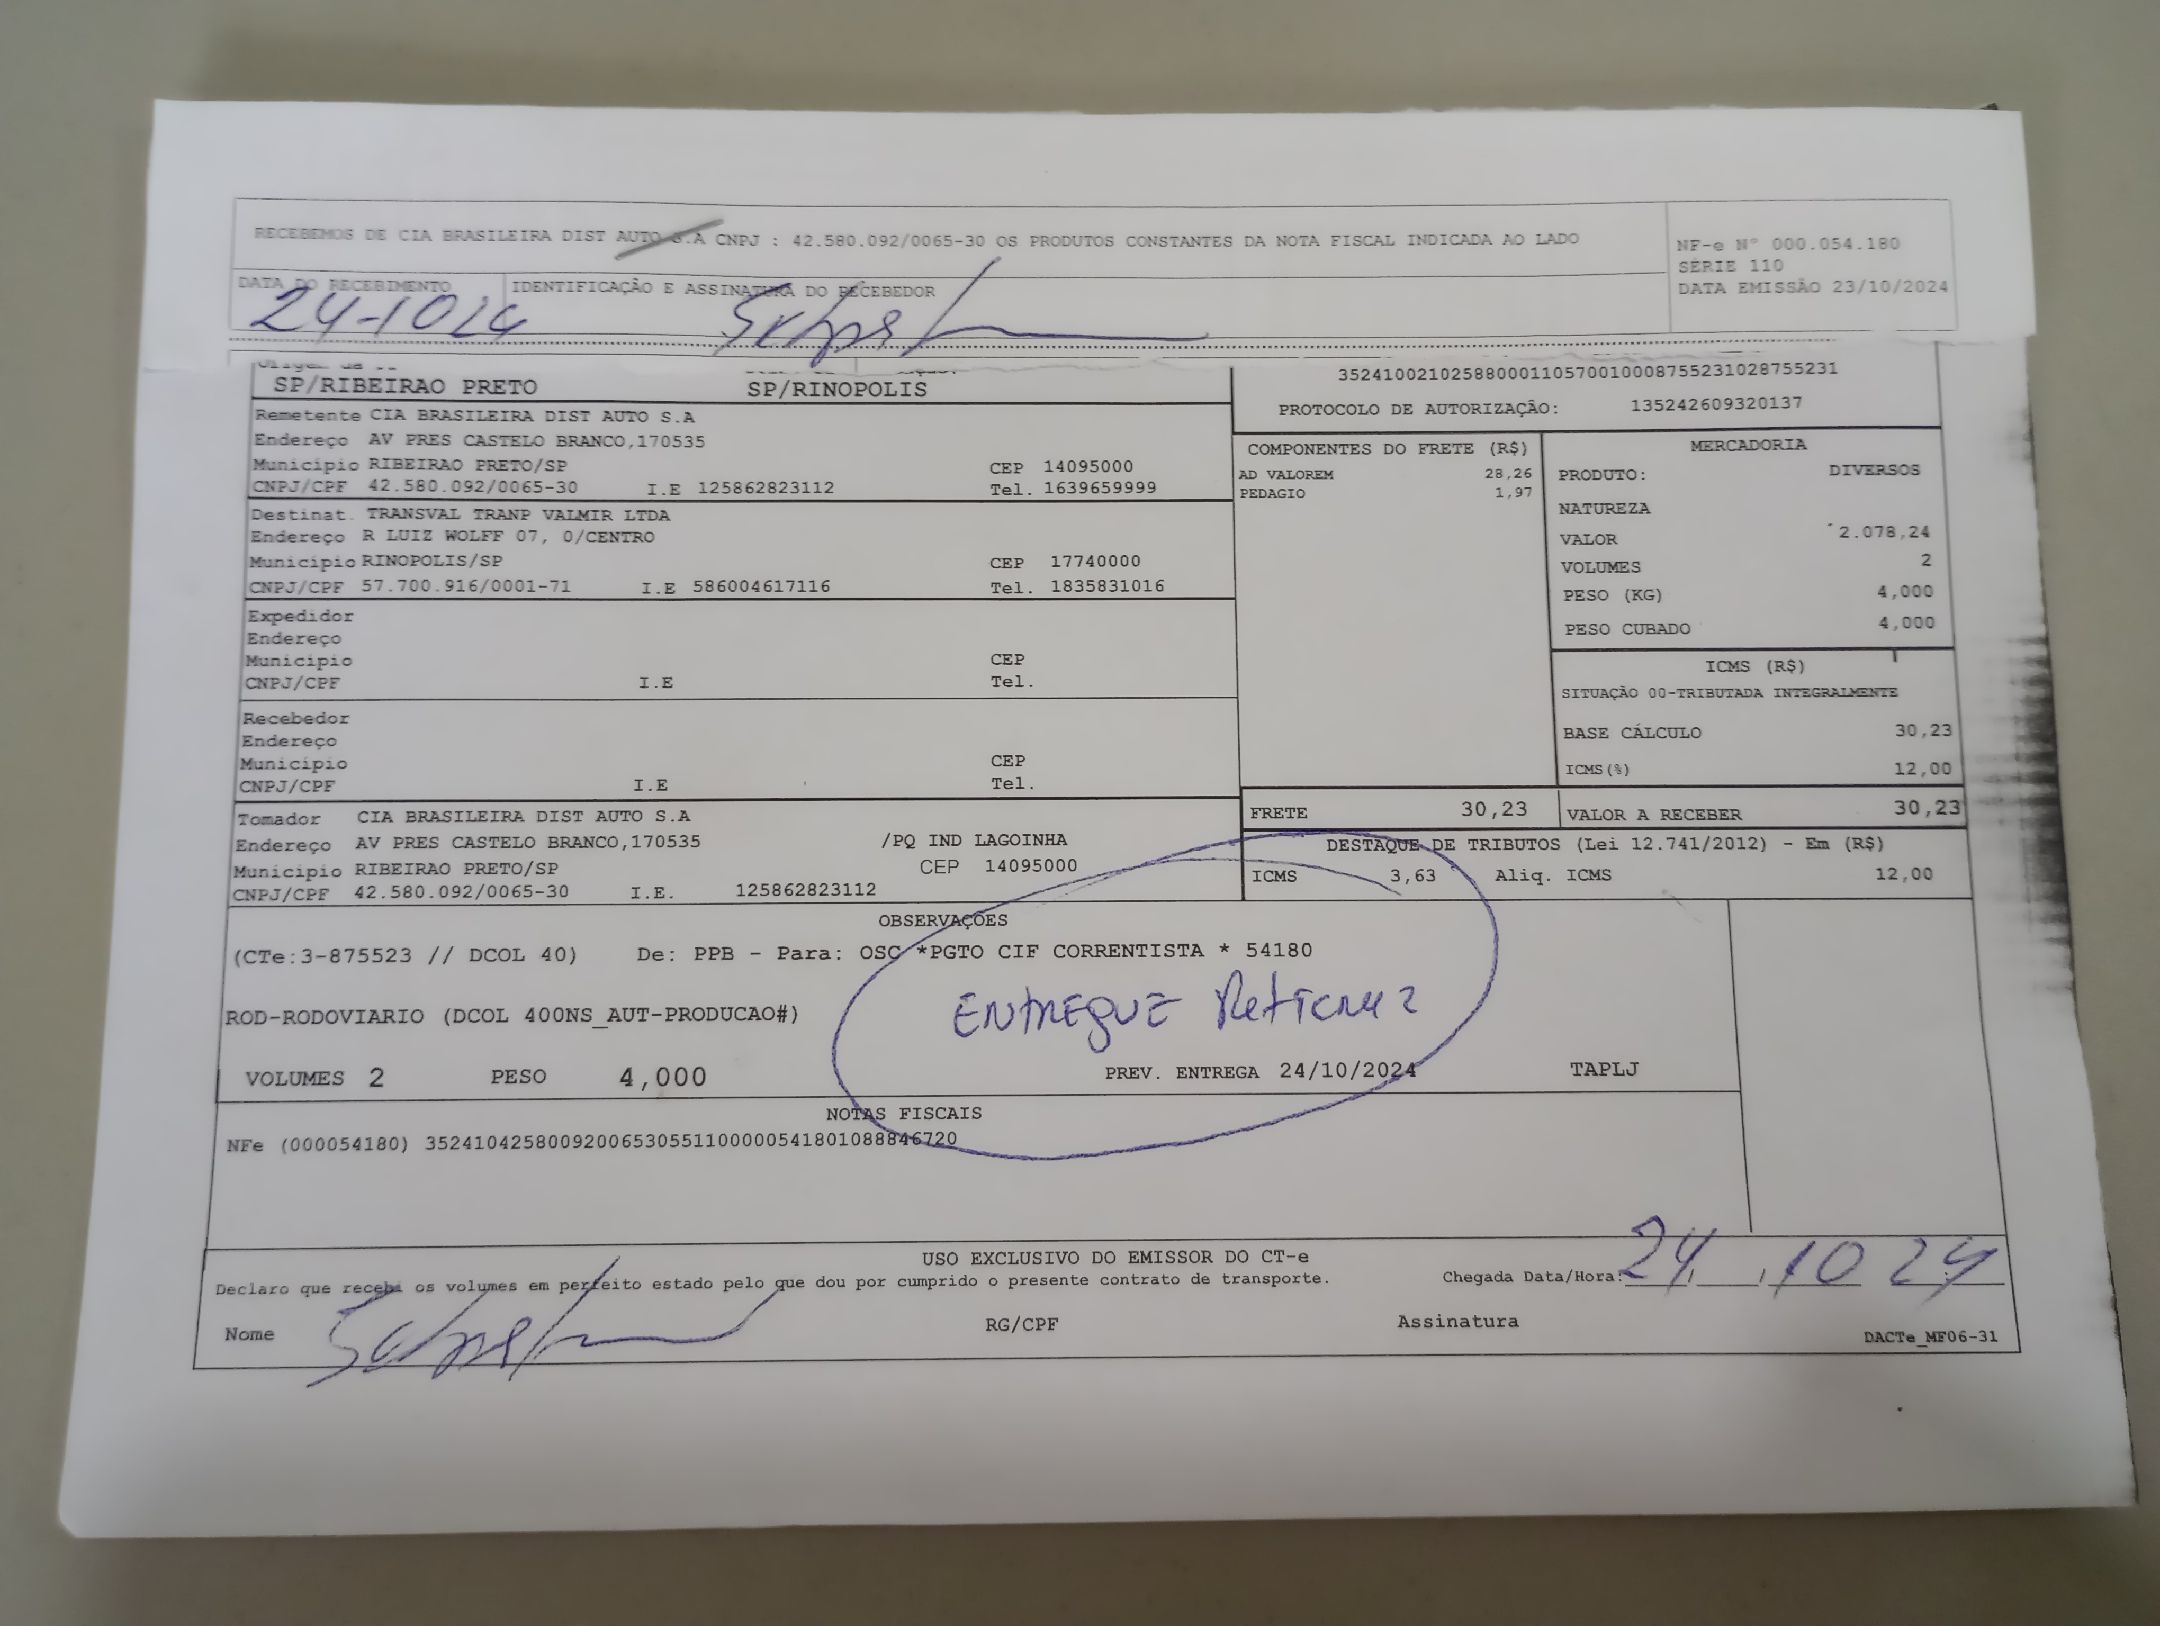 RECEBEMOS DE CIA BRASILEIRA DIST AUTO S.A CNPJ : 42.580.092/0065-30 OS PRODUTOS CONSTANTES DA NOTA FISCAL INDICADA AO LADO
NF-e Nº 000.054.180
SÉRIE 110
DATA EMISSÃO 23/10/2024
DATA DO RECEBIMENTO
IDENTIFICAÇÃO E ASSINATURA DO RECEBEDOR
24-10 24
SP/RIBEIRAO PRETO SP/RINOPOLIS
35241002102588000110570010008755231028755231
PROTOCOLO DE AUTORIZAÇÃO: 135242609320137
Remetente CIA BRASILEIRA DIST AUTO S.A
Endereço AV PRES CASTELO BRANCO,170535
Município RIBEIRAO PRETO/SP CEP 14095000
CNPJ/CPF 42.580.092/0065-30 I.E 125862823112 Tel. 1639659999
Destinat. TRANSVAL TRANP VALMIR LTDA
Endereço R LUIZ WOLFF 07, 0/CENTRO
Município RINOPOLIS/SP CEP 17740000
CNPJ/CPF 57.700.916/0001-71 I.E 586004617116 Tel. 1835831016
Expedidor
Endereço
Município CEP
CNPJ/CPF I.E Tel.
Recebedor
Endereço
Município CEP
CNPJ/CPF I.E Tel.
Tomador CIA BRASILEIRA DIST AUTO S.A
Endereço AV PRES CASTELO BRANCO,170535 /PQ IND LAGOINHA
Município RIBEIRAO PRETO/SP CEP 14095000
CNPJ/CPF 42.580.092/0065-30 I.E. 125862823112
COMPONENTES DO FRETE (R$)
AD VALOREM 28,26
PEDAGIO 1,97
MERCADORIA
PRODUTO: DIVERSOS
NATUREZA
VALOR 2.078,24
VOLUMES 2
PESO (KG) 4,000
PESO CUBADO 4,000
ICMS (R$)
SITUAÇÃO 00-TRIBUTADA INTEGRALMENTE
BASE CÁLCULO 30,23
ICMS(%) 12,00
FRETE 30,23 VALOR A RECEBER 30,23
DESTAQUE DE TRIBUTOS (Lei 12.741/2012) - Em (R$)
ICMS 3,63 Aliq. ICMS 12,00
OBSERVAÇÕES
(CTe:3-875523 // DCOL 40) De: PPB - Para: OSC *PGTO CIF CORRENTISTA * 54180
ENTREGUE
ROD-RODOVIARIO (DCOL 400NS_AUT-PRODUCAO#)
VOLUMES 2 PESO 4,000 PREV. ENTREGA 24/10/2024 TAPLJ
NOTAS FISCAIS
NFe (000054180) 35241042580092006530551100000541801088846720
USO EXCLUSIVO DO EMISSOR DO CT-e
Declaro que recebi os volumes em perfeito estado pelo que dou por cumprido o presente contrato de transporte. Chegada Data/Hora: 24 10 24
Nome RG/CPF Assinatura
DACTe_MF06-31